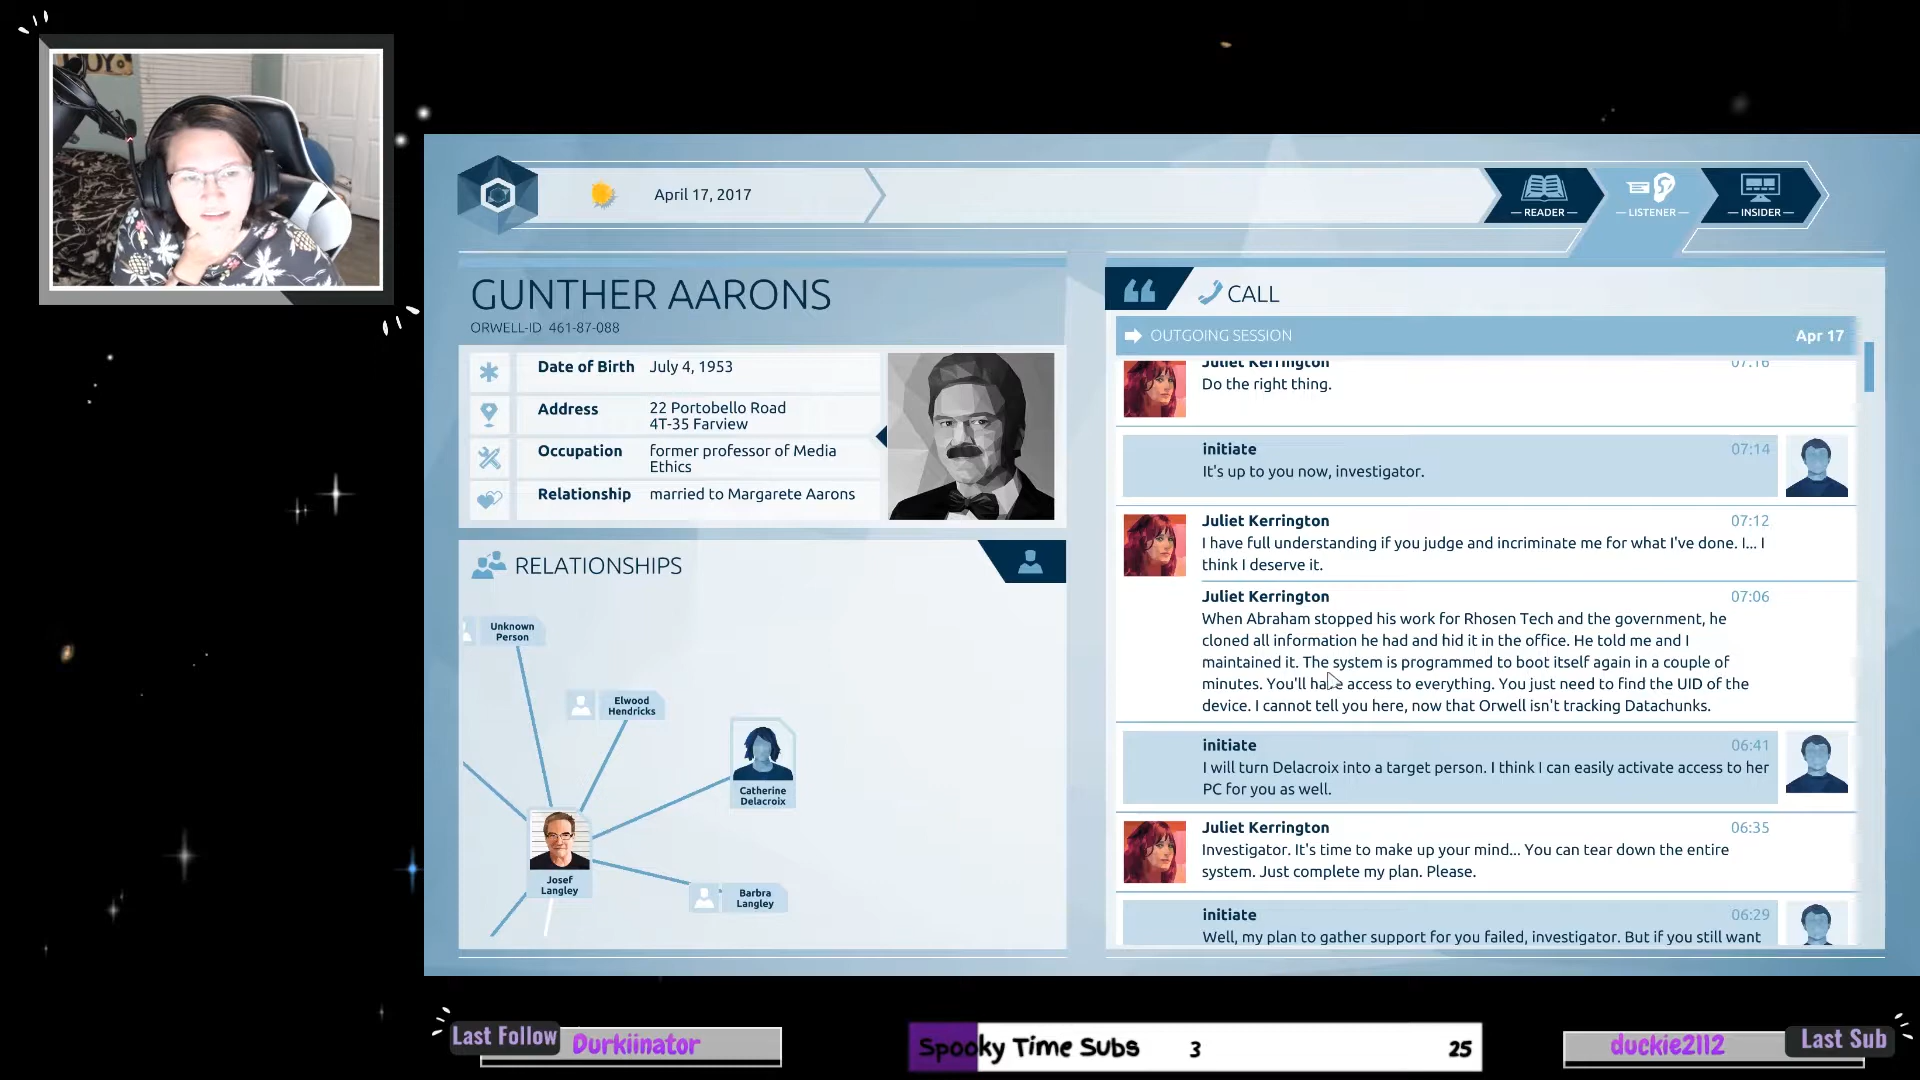 April 17, 2017
READER
LISTENER
INSIDER
GUNTHER AARONS
ORWELL-ID 461-87-088
Date of Birth July 4, 1953
Address 22 Portobello Road
4T-35 Farview
Occupation former professor of Media
Ethics
Relationship married to Margarete Aarons
RELATIONSHIPS
Unknown
Person
Elwood
Hendricks
Catherine
Delacroix
Josef
Langley
Barbra
Langley
CALL
OUTGOING SESSION Apr 17
Juliet Kerrington 07:16
Do the right thing.
initiate 07:14
It's up to you now, investigator.
Juliet Kerrington 07:12
I have full understanding if you judge and incriminate me for what I've done. I... I
think I deserve it.
Juliet Kerrington 07:06
When Abraham stopped his work for Rhosen Tech and the government, he
cloned all information he had and hid it in the office. He told me and I
maintained it. The system is programmed to boot itself again in a couple of
minutes. You'll have access to everything. You just need to find the UID of the
device. I cannot tell you here, now that Orwell isn't tracking Datachunks.
initiate 06:41
I will turn Delacroix into a target person. I think I can easily activate access to her
PC for you as well.
Juliet Kerrington 06:35
Investigator. It's time to make up your mind... You can tear down the entire
system. Just complete my plan. Please.
initiate 06:29
Well, my plan to gather support for you failed, investigator. But if you still want
Last Follow Durkiinator
Spooky Time Subs 3 25
duckie2112 Last Sub